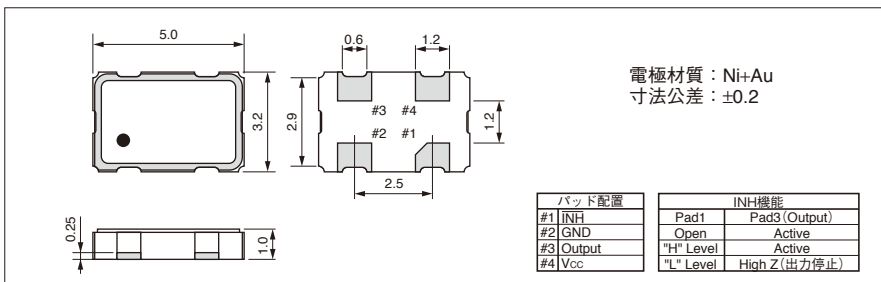 5.0
0.6
1.2
電極材質：Ni+Au
寸法公差：±0.2
3.2
2.9
#3 #4
#2 #1
1.2
2.5
0.25
1.0
パッド配置
#1 INH
#2 GND
#3 Output
#4 Vcc
INH機能
Pad1 Pad3(Output)
Open Active
"H" Level Active
"L" Level High Z(出力停止)